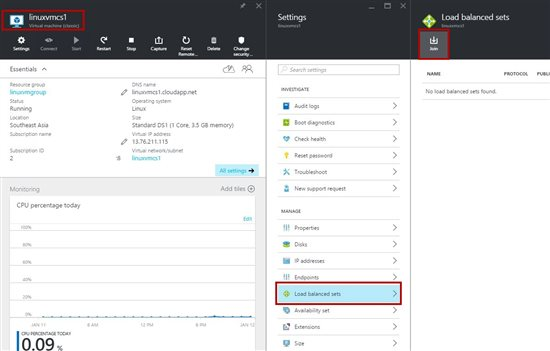 linuxvmcs1
Virtual machine (classic)
Settings
Connect
Start
Restart
Stop
Capture
Reset
Remote...
Delete
Change
security...
Essentials
Resource group
linuxvmgroup
Status
Running
Location
Southeast Asia
Subscription name
Subscription ID
2
:8
DNS name
linuxvmcs1.cloudapp.net
Operating system
Linux
Size
Standard DS1 (1 Core, 3.5 GB memory)
Virtual IP address
13.76.211.115
Virtual network/subnet
linuxvmcs1
All settings
Monitoring
Add tiles
CPU percentage today
Edit
100%
80%
60%
40%
20%
0%
JAN 11
6 AM
12 PM
6 PM
JAN 12
CPU PERCENTAGE TODAY
0.09 %
Settings
linuxvmcs1
Search settings
INVESTIGATE
Audit logs
Boot diagnostics
Check health
Reset password
Troubleshoot
New support request
MANAGE
Properties
Disks
IP addresses
Endpoints
Load balanced sets
Availability set
Extensions
Size
Load balanced sets
linuxvmcs1
Join
NAME
PROTOCOL
PUBLI
No load balanced sets found.